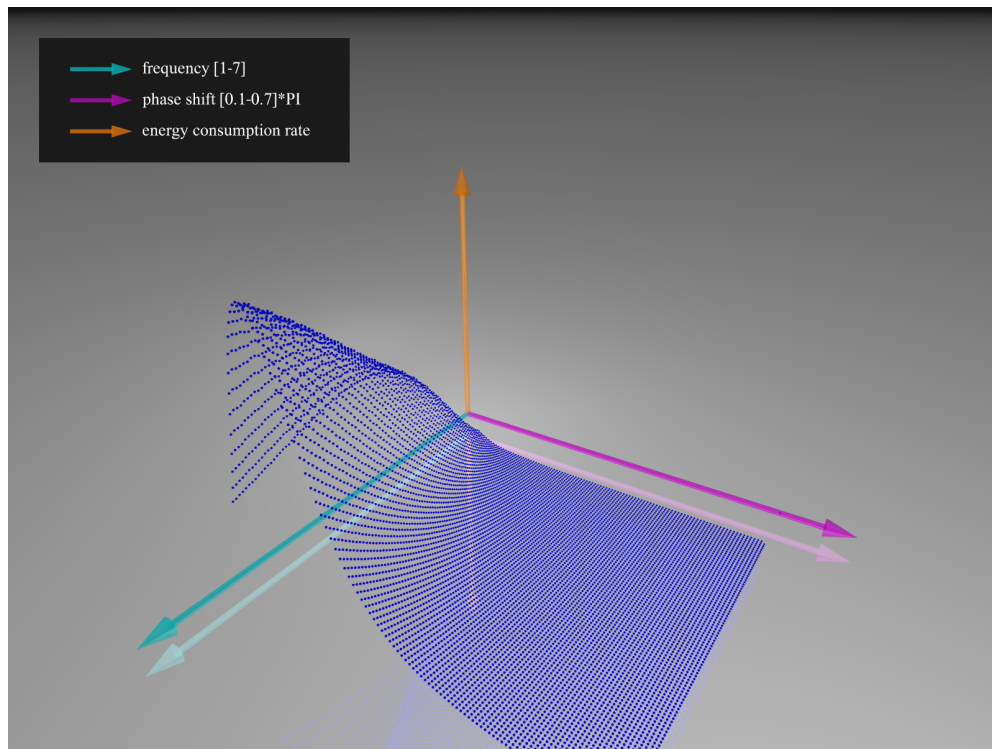 frequency [1-7]
phase shift [0.1-0.7]*PI
energy consumption rate